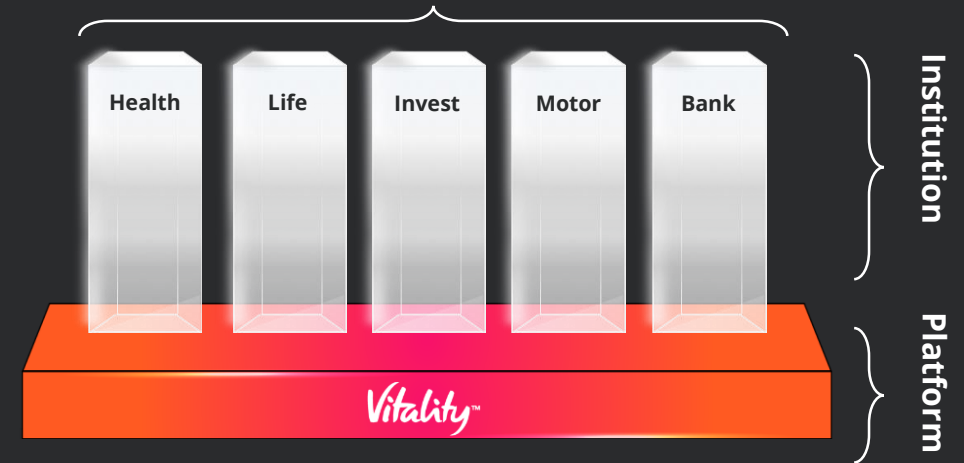 Health
Life
Invest
Motor
Bank
Institution
Vitality™
Platform